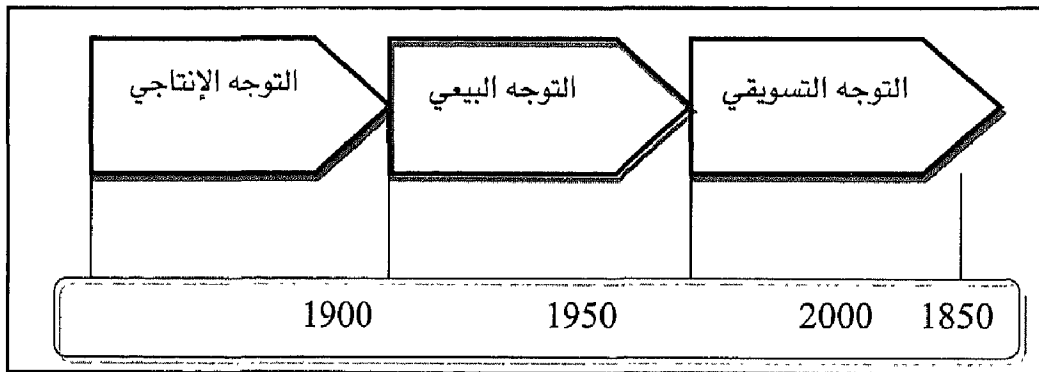 التوجه الإنتاجي
التوجه البيعي
التوجه التسويقي
1900 1950 2000 1850